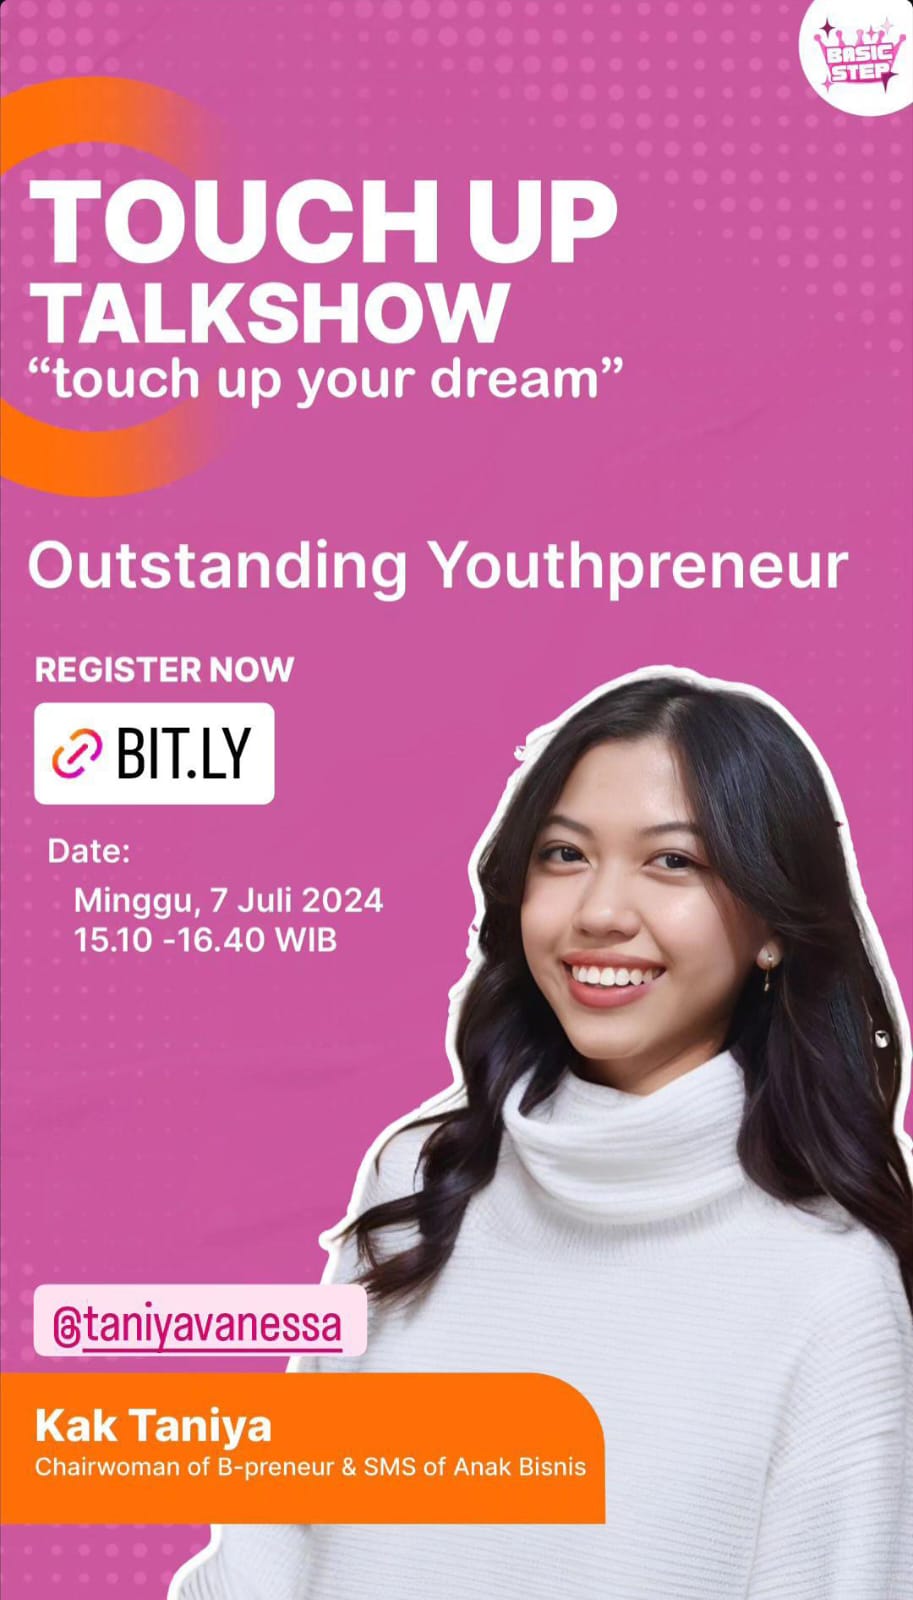 BASIC
STEP
TOUCH UP
TALKSHOW
“touch up your dream”
Outstanding Youthpreneur
REGISTER NOW
BIT.LY
Date:
Minggu, 7 Juli 2024
15.10 -16.40 WIB
@taniyavanessa
Kak Taniya
Chairwoman of B-preneur & SMS of Anak Bisnis